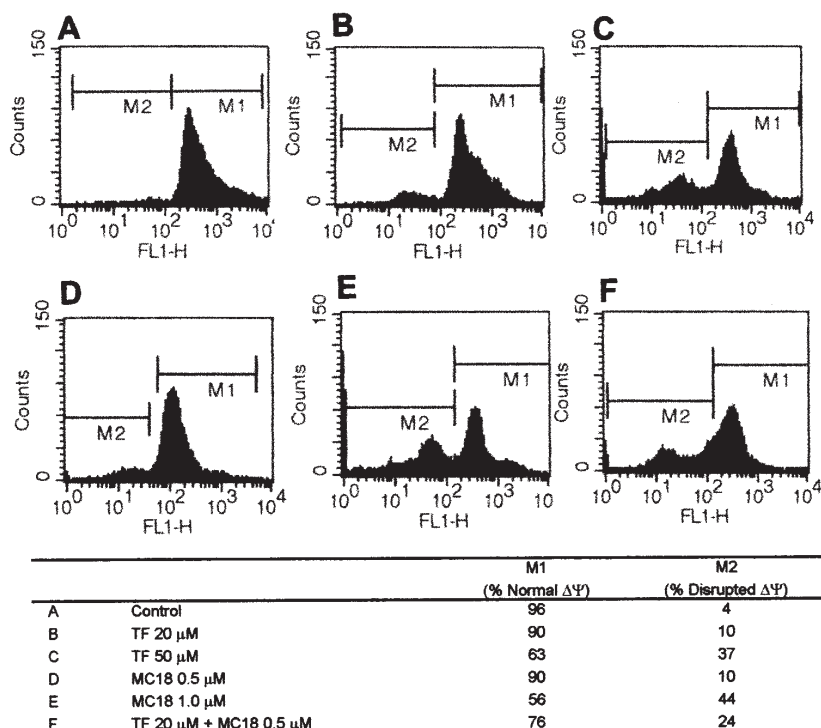 A
B
C
150
Counts
0
M2
M1
10^0 10^1 10^2 10^3 10^4
FL1-H
150
Counts
0
M2
M1
10^0 10^1 10^2 10^3 10^4
FL1-H
150
Counts
0
M2
M1
10^0 10^1 10^2 10^3 10^4
FL1-H
D
E
F
150
Counts
0
M2
M1
10^0 10^1 10^2 10^3 10^4
FL1-H
150
Counts
0
M2
M1
10^0 10^1 10^2 10^3 10^4
FL1-H
150
Counts
0
M2
M1
10^0 10^1 10^2 10^3 10^4
FL1-H
M1 M2
(% Normal ΔΨ) (% Disrupted ΔΨ)
A Control 96 4
B TF 20 μM 90 10
C TF 50 μM 63 37
D MC18 0.5 μM 90 10
E MC18 1.0 μM 56 44
F TF 20 μM + MC18 0.5 μM 76 24